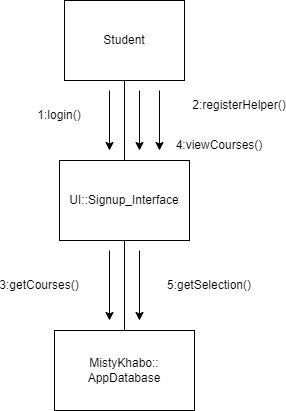 Student
1:login()
2:registerHelper()
4:viewCourses()
UI::Signup_Interface
3:getCourses()
5:getSelection()
MistyKhabo::
AppDatabase